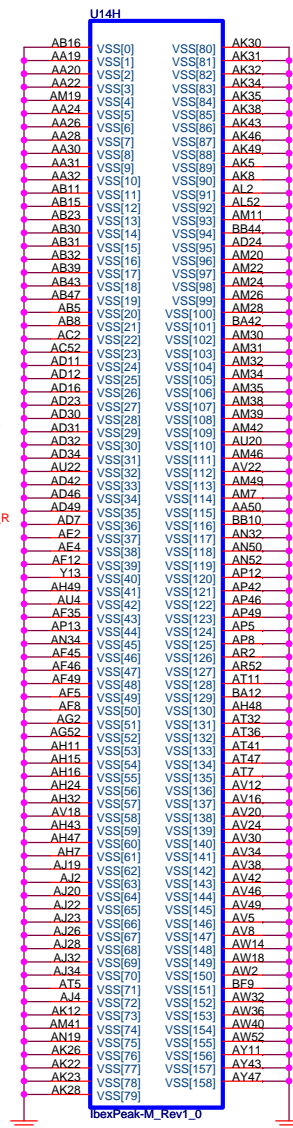 U14H
AB16 VSS[0] VSS[80] AK30
AA19 VSS[1] VSS[81] AK31
AA20 VSS[2] VSS[82] AK32
AA22 VSS[3] VSS[83] AK34
AM19 VSS[4] VSS[84] AK35
AA24 VSS[5] VSS[85] AK38
AA26 VSS[6] VSS[86] AK43
AA28 VSS[7] VSS[87] AK46
AA30 VSS[8] VSS[88] AK49
AA31 VSS[9] VSS[89] AK5
AA32 VSS[10] VSS[90] AK8
AB11 VSS[11] VSS[91] AL2
AB15 VSS[12] VSS[92] AL52
AB23 VSS[13] VSS[93] AM11
AB30 VSS[14] VSS[94] BB44
AB31 VSS[15] VSS[95] AD24
AB32 VSS[16] VSS[96] AM20
AB39 VSS[17] VSS[97] AM22
AB43 VSS[18] VSS[98] AM24
AB47 VSS[19] VSS[99] AM26
AB5 VSS[20] VSS[100] AM28
AB8 VSS[21] VSS[101] BA42
AC2 VSS[22] VSS[102] AM30
AC52 VSS[23] VSS[103] AM31
AD11 VSS[24] VSS[104] AM32
AD12 VSS[25] VSS[105] AM34
AD16 VSS[26] VSS[106] AM35
AD23 VSS[27] VSS[107] AM38
AD30 VSS[28] VSS[108] AM39
AD31 VSS[29] VSS[109] AM42
AD32 VSS[30] VSS[110] AU20
AD34 VSS[31] VSS[111] AM46
AU22 VSS[32] VSS[112] AV22
AD42 VSS[33] VSS[113] AM49
AD46 VSS[34] VSS[114] AM7
AD49 VSS[35] VSS[115] AA50
_R AD7 VSS[36] VSS[116] BB10
AE2 VSS[37] VSS[117] AN32
AE4 VSS[38] VSS[118] AN50
AF12 VSS[39] VSS[119] AN52
Y13 VSS[40] VSS[120] AP12
AH49 VSS[41] VSS[121] AP42
AU4 VSS[42] VSS[122] AP46
AF35 VSS[43] VSS[123] AP49
AP13 VSS[44] VSS[124] AP5
AN34 VSS[45] VSS[125] AP8
AF45 VSS[46] VSS[126] AR2
AF46 VSS[47] VSS[127] AR52
AF49 VSS[48] VSS[128] AT11
AF5 VSS[49] VSS[129] BA12
AF8 VSS[50] VSS[130] AH48
AG2 VSS[51] VSS[131] AT32
AG52 VSS[52] VSS[132] AT36
AH11 VSS[53] VSS[133] AT41
AH15 VSS[54] VSS[134] AT47
AH16 VSS[55] VSS[135] AT7
AH24 VSS[56] VSS[136] AV12
AH32 VSS[57] VSS[137] AV16
AV18 VSS[58] VSS[138] AV20
AH43 VSS[59] VSS[139] AV24
AH47 VSS[60] VSS[140] AV30
AH7 VSS[61] VSS[141] AV34
AJ19 VSS[62] VSS[142] AV38
AJ2 VSS[63] VSS[143] AV42
AJ20 VSS[64] VSS[144] AV46
AJ22 VSS[65] VSS[145] AV49
AJ23 VSS[66] VSS[146] AV5
AJ26 VSS[67] VSS[147] AV8
AJ28 VSS[68] VSS[148] AW14
AJ32 VSS[69] VSS[149] AW18
AJ34 VSS[70] VSS[150] AW2
AT5 VSS[71] VSS[151] BF9
AJ4 VSS[72] VSS[152] AW32
AK12 VSS[73] VSS[153] AW36
AM41 VSS[74] VSS[154] AW40
AN19 VSS[75] VSS[155] AW52
AK26 VSS[76] VSS[156] AY11
AK22 VSS[77] VSS[157] AY43
AK23 VSS[78] VSS[158] AY47
AK28 VSS[79]
IbexPeak-M_Rev1_0